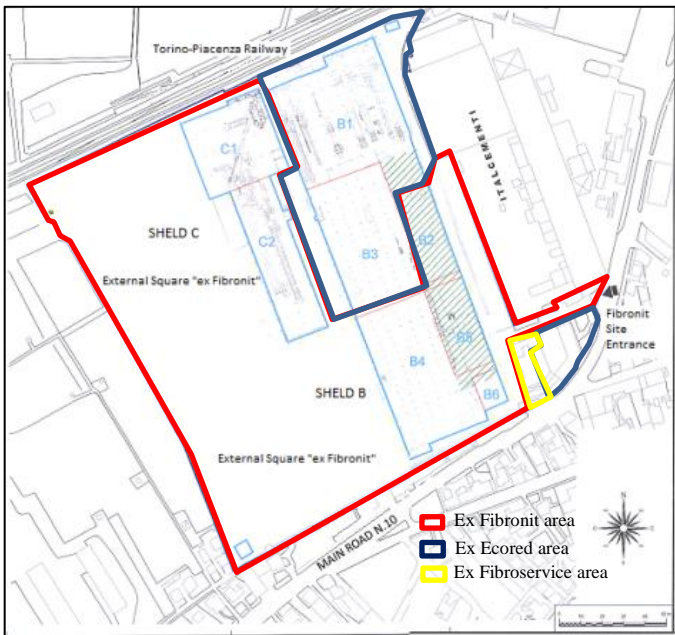 Torino-Piacenza Railway
B1
C1
ITALCEMENTI
SHELD C
C2
B2
B3
External Square "ex Fibronit"
Fibronit
Site
Entrance
B4
B5
SHELD B
B6
External Square "ex Fibronit"
N
MAIN ROAD N.10
Ex Fibronit area
Ex Ecored area
Ex Fibroservice area